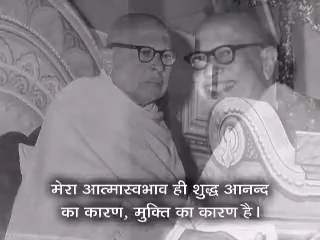 मेरा आत्मास्वभाव ही शुद्ध आनन्द
का कारण, मुक्ति का कारण है।